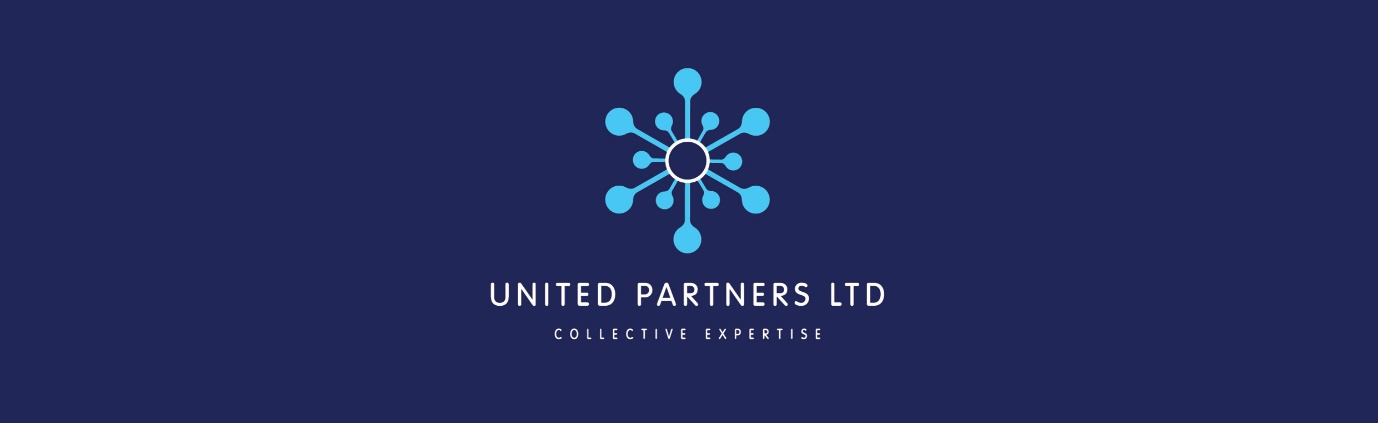 UNITED PARTNERS LTD
COLLECTIVE EXPERTISE